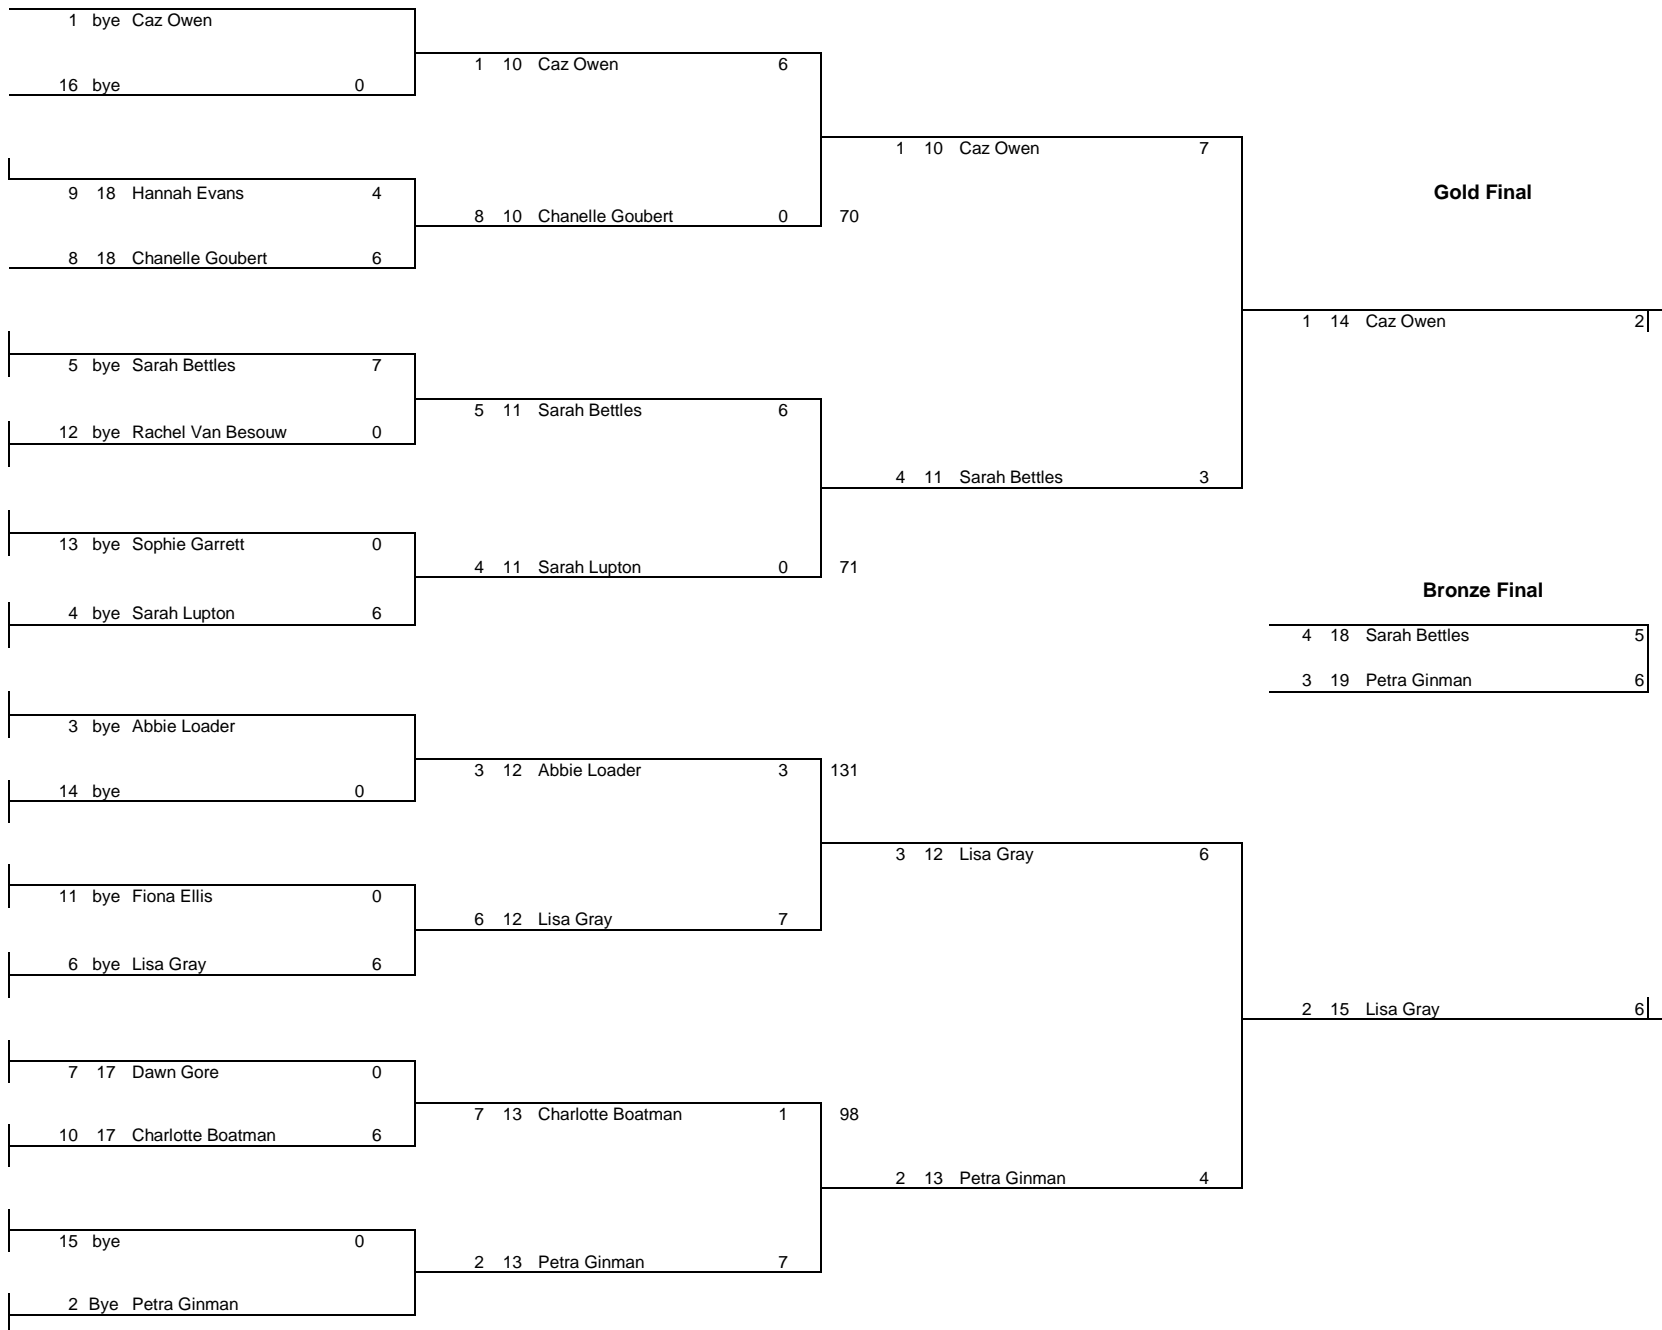 1 bye Caz Owen
16 bye 0
9 18 Hannah Evans 4
8 18 Chanelle Goubert 6
5 bye Sarah Bettles 7
12 bye Rachel Van Besouw 0
13 bye Sophie Garrett 0
4 bye Sarah Lupton 6
3 bye Abbie Loader
14 bye 0
11 bye Fiona Ellis 0
6 bye Lisa Gray 6
7 17 Dawn Gore 0
10 17 Charlotte Boatman 6
15 bye 0
2 Bye Petra Ginman
1 10 Caz Owen 6
8 10 Chanelle Goubert 0 70
5 11 Sarah Bettles 6
4 11 Sarah Lupton 0 71
3 12 Abbie Loader 3 131
6 12 Lisa Gray 7
7 13 Charlotte Boatman 1 98
2 13 Petra Ginman 7
1 10 Caz Owen 7
4 11 Sarah Bettles 3
3 12 Lisa Gray 6
2 13 Petra Ginman 4
Gold Final
1 14 Caz Owen 2
Bronze Final
4 18 Sarah Bettles 5
3 19 Petra Ginman 6
2 15 Lisa Gray 6